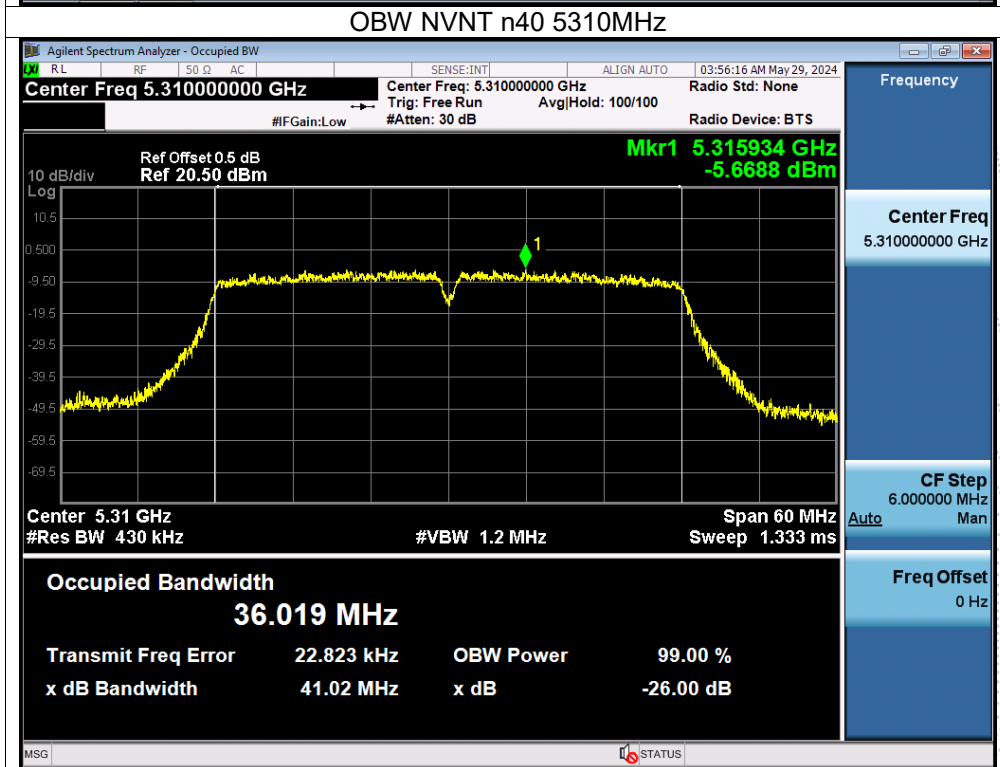 OBW NVNT n40 5310MHz
Agilent Spectrum Analyzer - Occupied BW
LXI RL RF 50 Ω AC SENSE:INT ALIGN AUTO 03:56:16 AM May 29, 2024
Center Freq 5.310000000 GHz
Center Freq: 5.310000000 GHz Radio Std: None
Trig: Free Run Avg|Hold: 100/100
#IFGain:Low #Atten: 30 dB Radio Device: BTS
Mkr1 5.315934 GHz
-5.6688 dBm
Ref Offset 0.5 dB
10 dB/div Ref 20.50 dBm
Log
10.5
0.500
-9.50
-19.5
-29.5
-39.5
-49.5
-59.5
-69.5
1
Center 5.31 GHz Span 60 MHz
#Res BW 430 kHz #VBW 1.2 MHz Sweep 1.333 ms
Occupied Bandwidth
36.019 MHz
Transmit Freq Error 22.823 kHz OBW Power 99.00 %
x dB Bandwidth 41.02 MHz x dB -26.00 dB
Frequency
Center Freq
5.310000000 GHz
CF Step
6.000000 MHz
Auto Man
Freq Offset
0 Hz
MSG STATUS